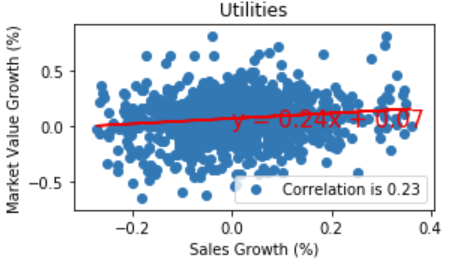 Utilities
Market Value Growth (%)
0.5
0.0
−0.5
y = 0.24x + 0.07
Correlation is 0.23
−0.2
0.0
0.2
0.4
Sales Growth (%)